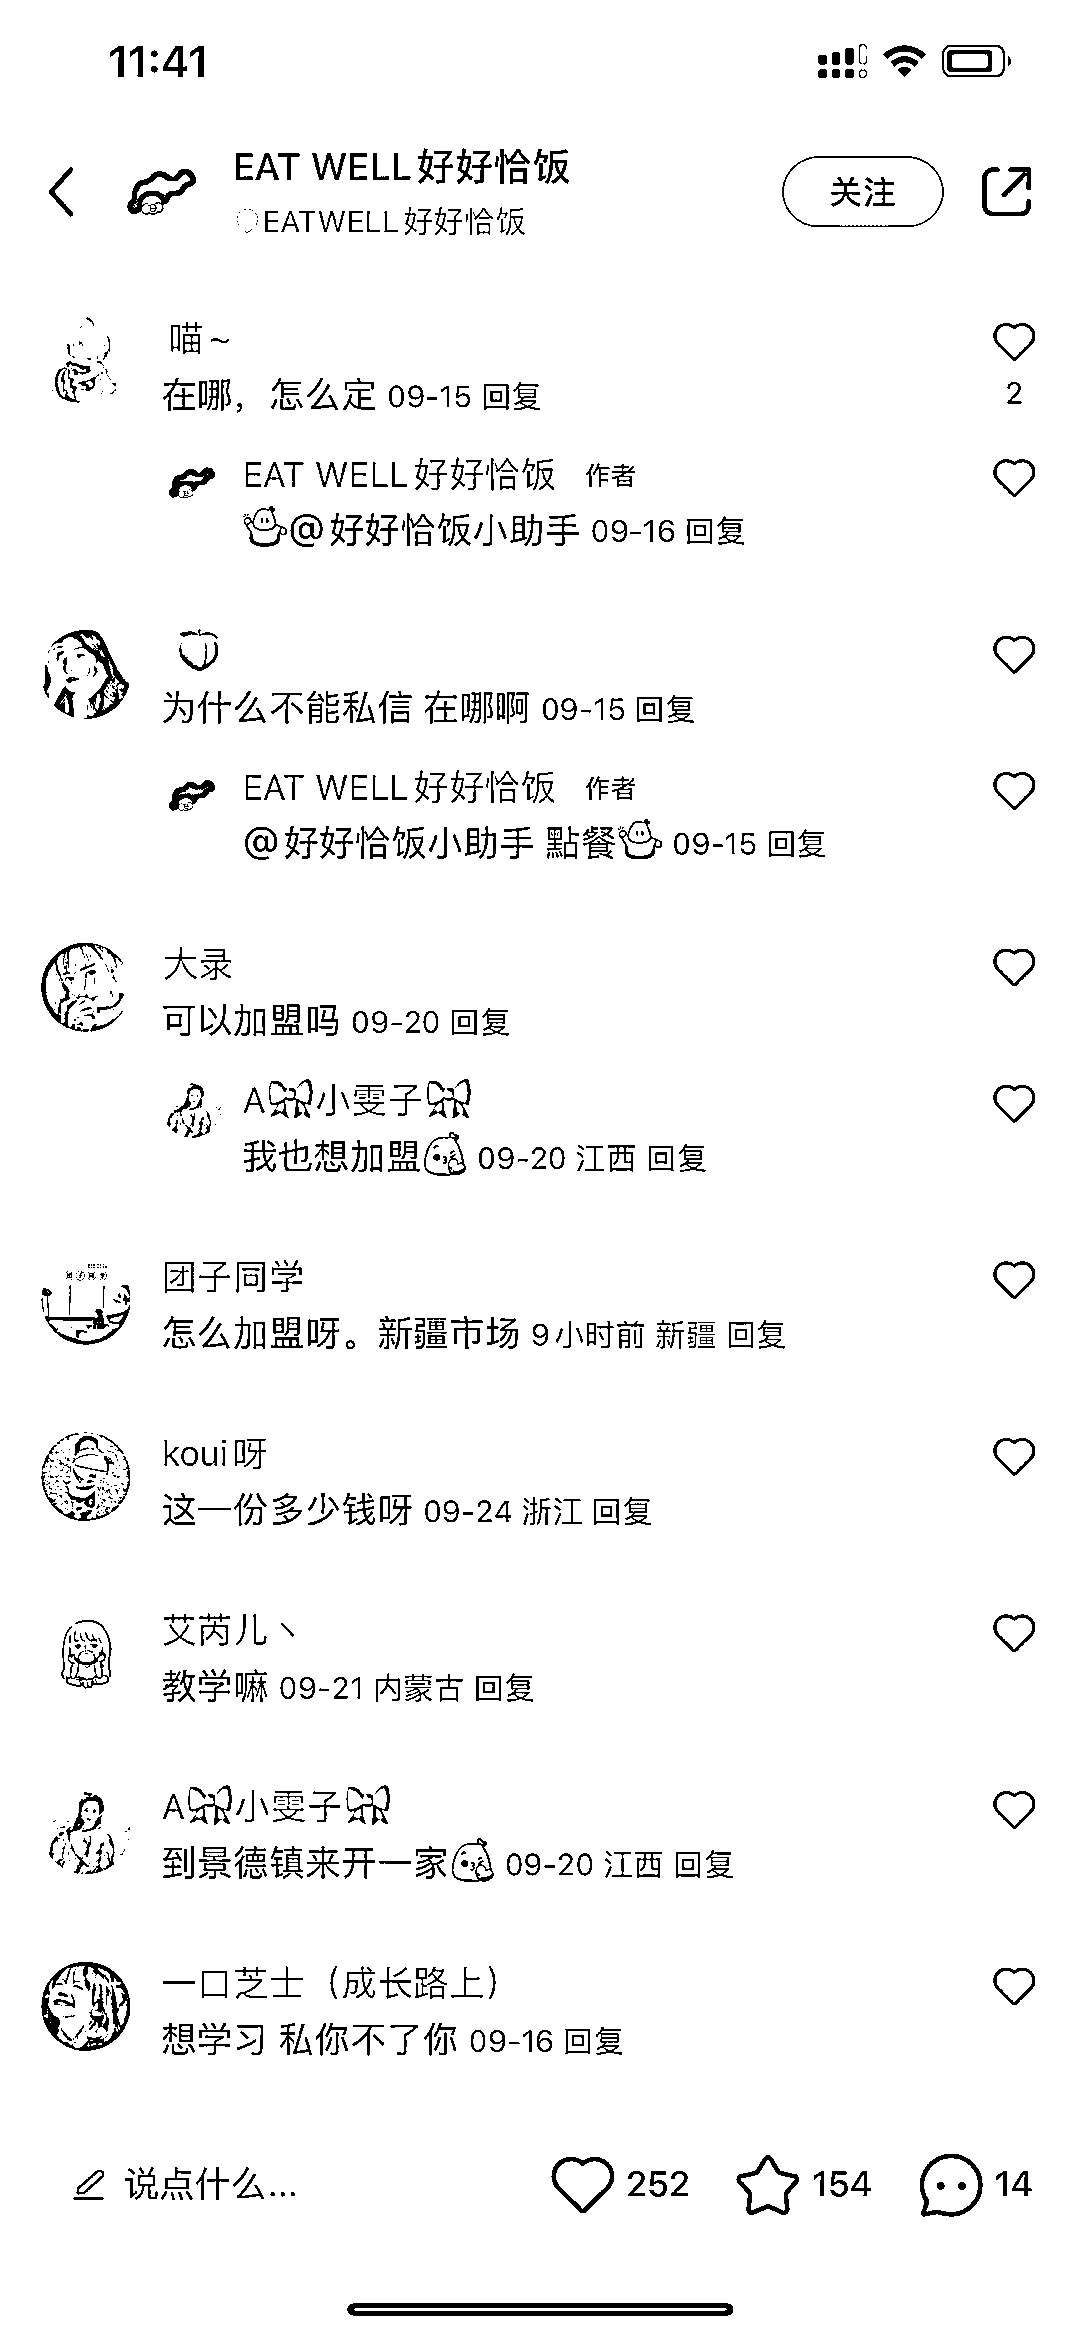 11:41
EAT WELL好好恰饭
EATWELL好好恰饭
关注
喵~
在哪，怎么定 09-15 回复
2
EAT WELL好好恰饭 作者
@好好恰饭小助手 09-16 回复
🍑
为什么不能私信 在哪啊 09-15 回复
EAT WELL好好恰饭 作者
@好好恰饭小助手 點餐 09-15 回复
大录
可以加盟吗 09-20 回复
A🎀小雯子🎀
我也想加盟 09-20 江西 回复
团子同学
怎么加盟呀。新疆市场 9小时前 新疆 回复
koui呀
这一份多少钱呀 09-24 浙江 回复
艾芮儿丶
教学嘛 09-21 内蒙古 回复
A🎀小雯子🎀
到景德镇来开一家 09-20 江西 回复
一口芝士（成长路上）
想学习 私你不了你 09-16 回复
说点什么... 252 154 14